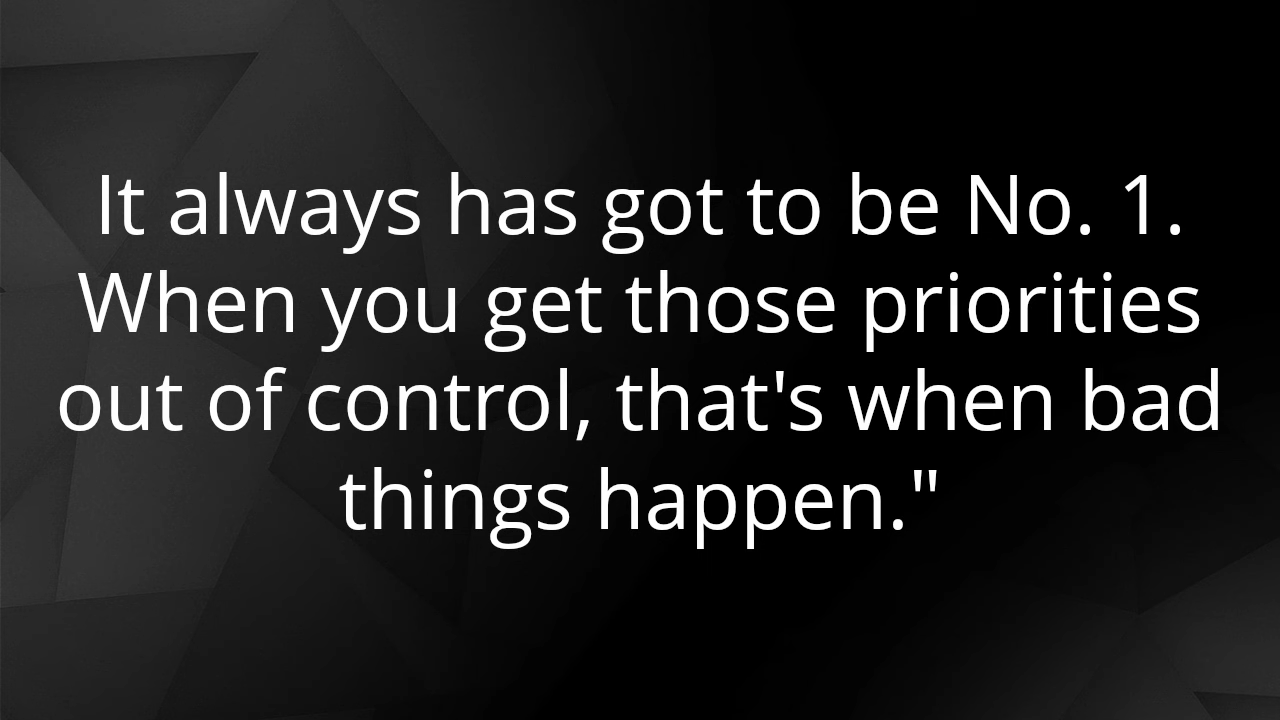 It always has got to be No. 1.
When you get those priorities
out of control, that's when bad
things happen."